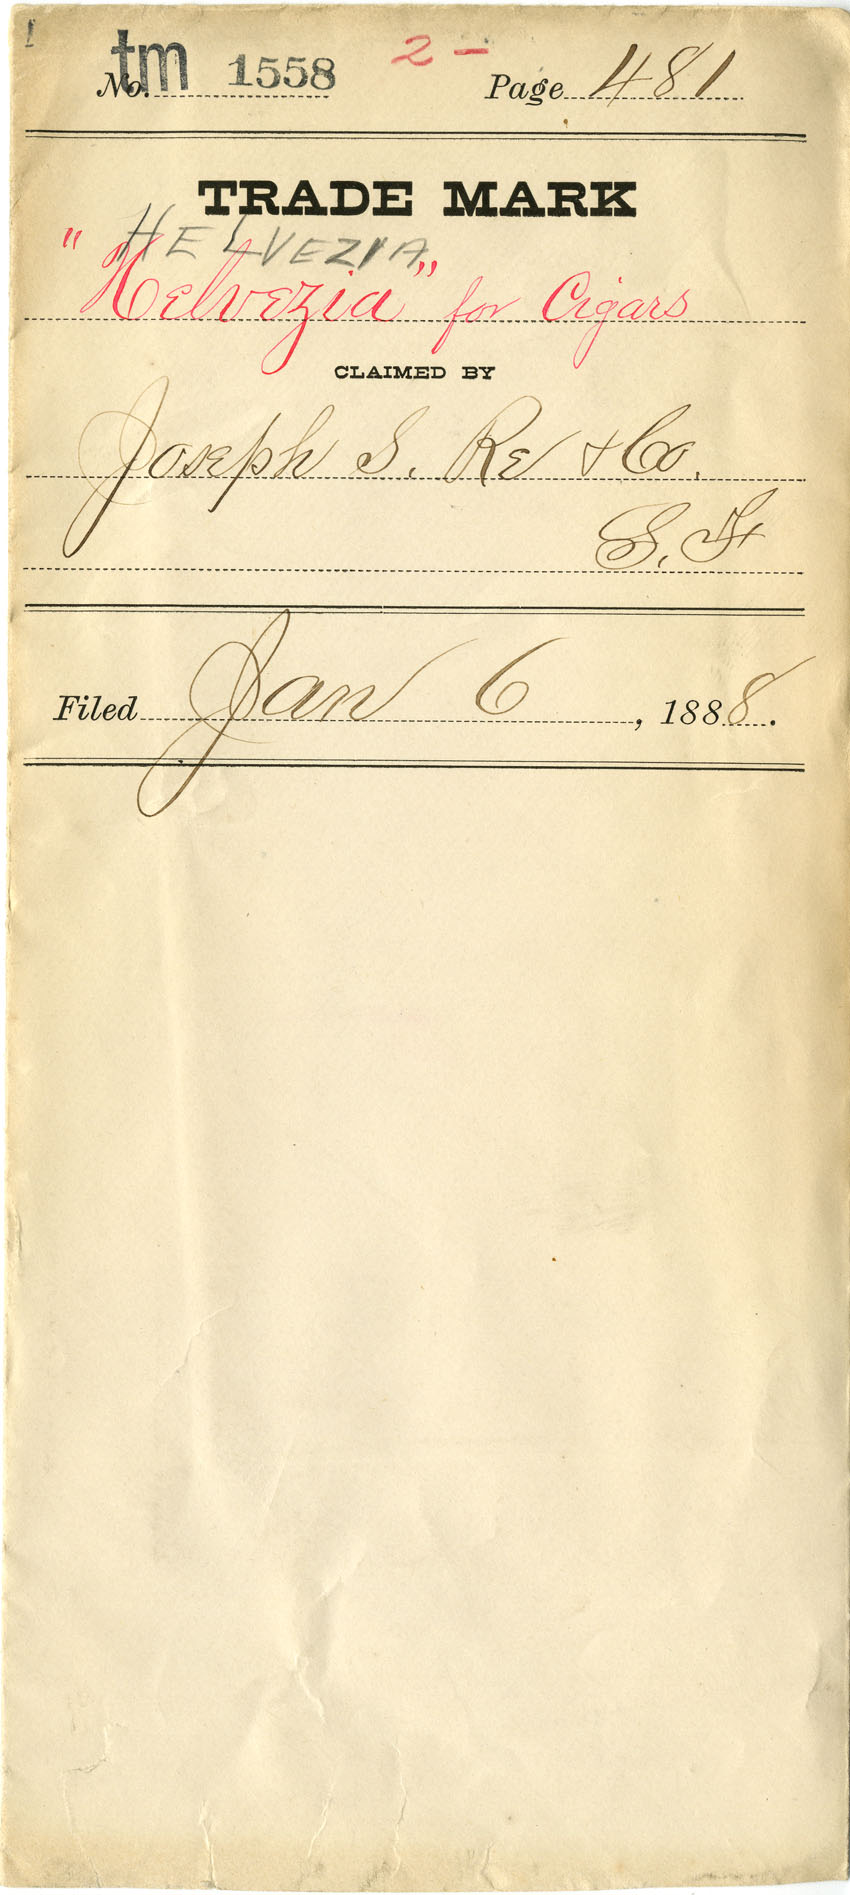 tm
No. 1558 2 - Page 481
TRADE MARK
HELVEZIA
"Helvezia" for Cigars
CLAIMED BY
Joseph S. Re & Co.
S. F.
Filed Jan 6, 1888.